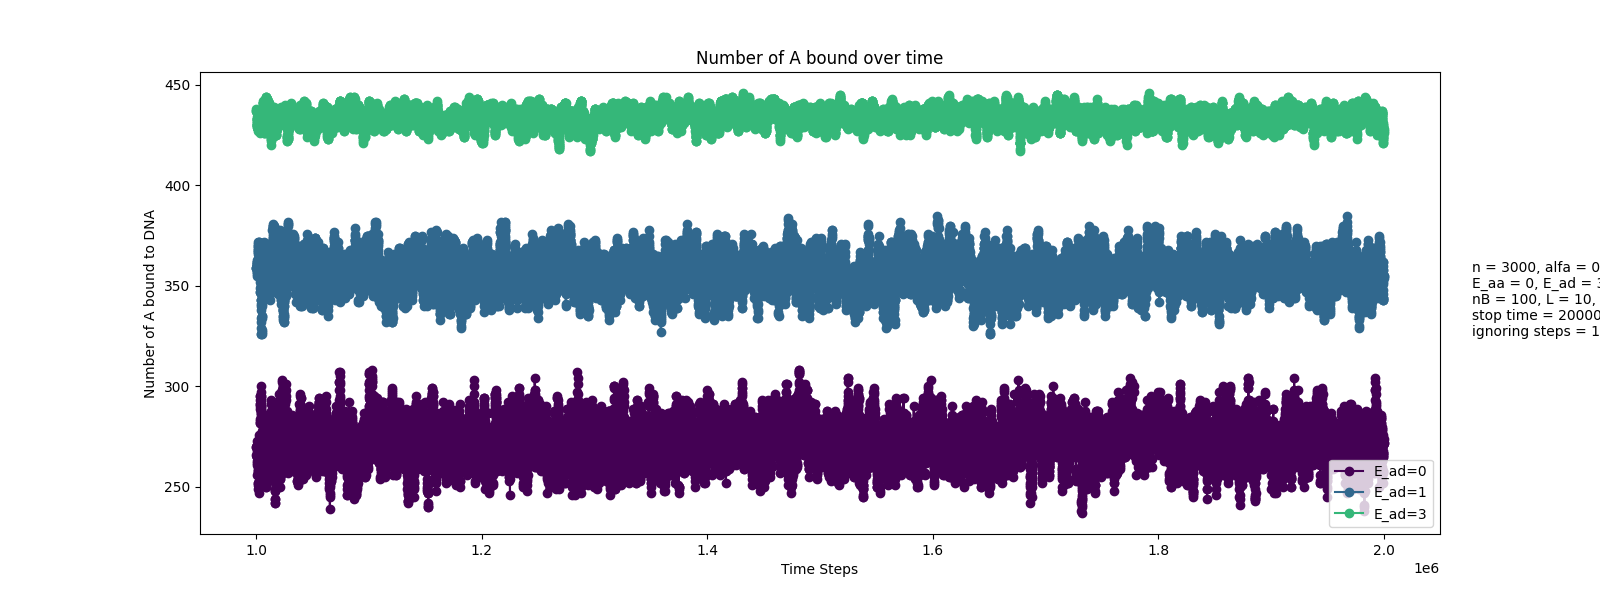 Number of A bound over time
Number of A bound to DNA
450
400
350
300
250
1.0
1.2
1.4
1.6
1.8
2.0
1e6
Time Steps
E_ad=0
E_ad=1
E_ad=3
n = 3000, alfa = 0
E_aa = 0, E_ad = 3
nB = 100, L = 10,
stop time = 20000
ignoring steps = 1